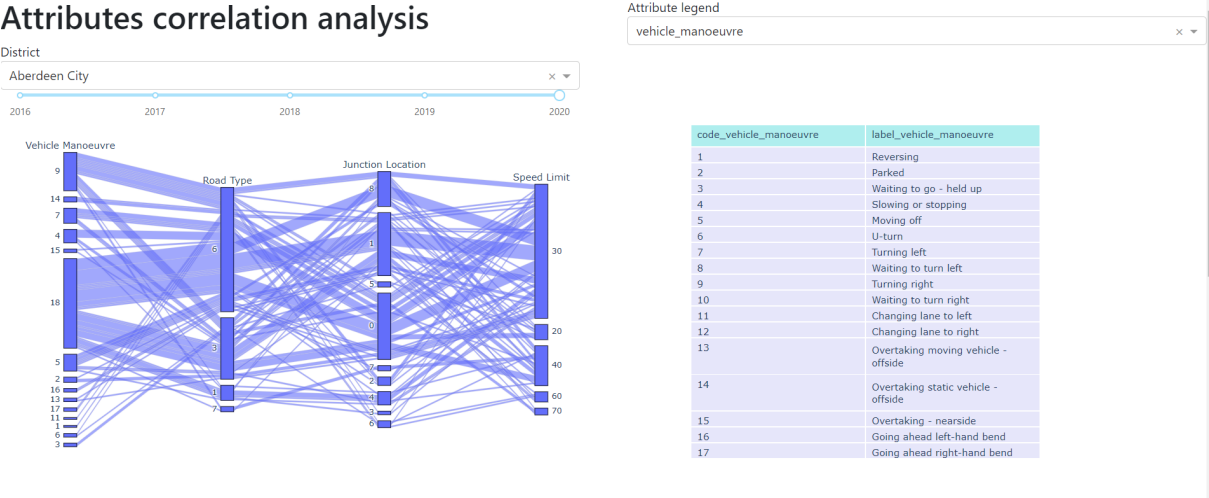 Attributes correlation analysis
District
Aberdeen City
2016 2017 2018 2019 2020
Vehicle Manoeuvre
9
14
7
4
15
18
5
2
16
13
17
11
1
6
3
Road Type
6
3
1
7
Junction Location
8
1
5
0
7
2
4
3
6
Speed Limit
30
20
40
60
70
Attribute legend
vehicle_manoeuvre
code_vehicle_manoeuvre label_vehicle_manoeuvre
1 Reversing
2 Parked
3 Waiting to go - held up
4 Slowing or stopping
5 Moving off
6 U-turn
7 Turning left
8 Waiting to turn left
9 Turning right
10 Waiting to turn right
11 Changing lane to left
12 Changing lane to right
13 Overtaking moving vehicle -
offside
14 Overtaking static vehicle -
offside
15 Overtaking - nearside
16 Going ahead left-hand bend
17 Going ahead right-hand bend